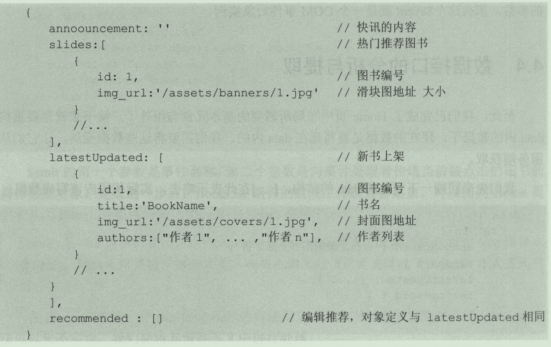 {
annoouncement: '' // 快讯的内容
slides:[ // 热门推荐图书
{
id: 1, // 图书编号
img_url:'/assets/banners/1.jpg' // 滑块图地址 大小
}
//...
],
latestUpdated: [ // 新书上架
{
id:1, // 图书编号
title:'BookName', // 书名
img_url:'/assets/covers/1.jpg', // 封面图地址
authors:["作者1", ... ,"作者n"], // 作者列表
}
// ...
}
],
recommended : [] // 编辑推荐，对象定义与 latestUpdated 相同
}